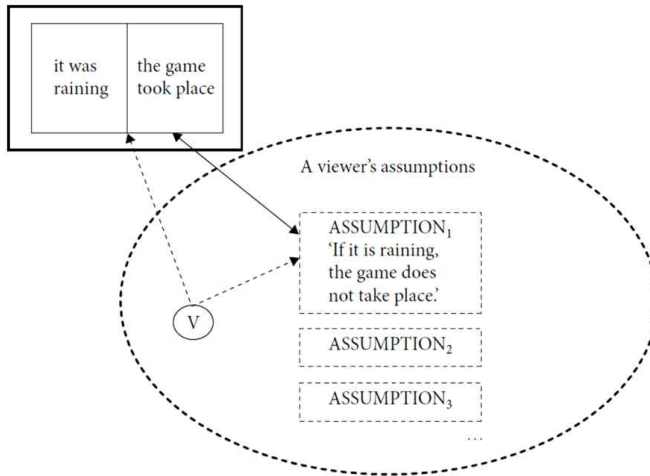 it was
raining
the game
took place
A viewer's assumptions
ASSUMPTION₁
'If it is raining,
the game does
not take place.'
V
ASSUMPTION₂
ASSUMPTION₃
...